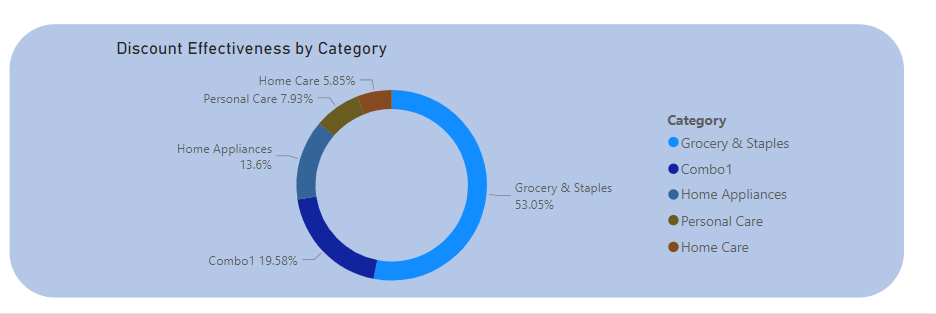 Discount Effectiveness by Category
Home Care 5.85%
Personal Care 7.93%
Home Appliances
13.6%
Combo1 19.58%
Grocery & Staples
53.05%
Category
Grocery & Staples
Combo1
Home Appliances
Personal Care
Home Care